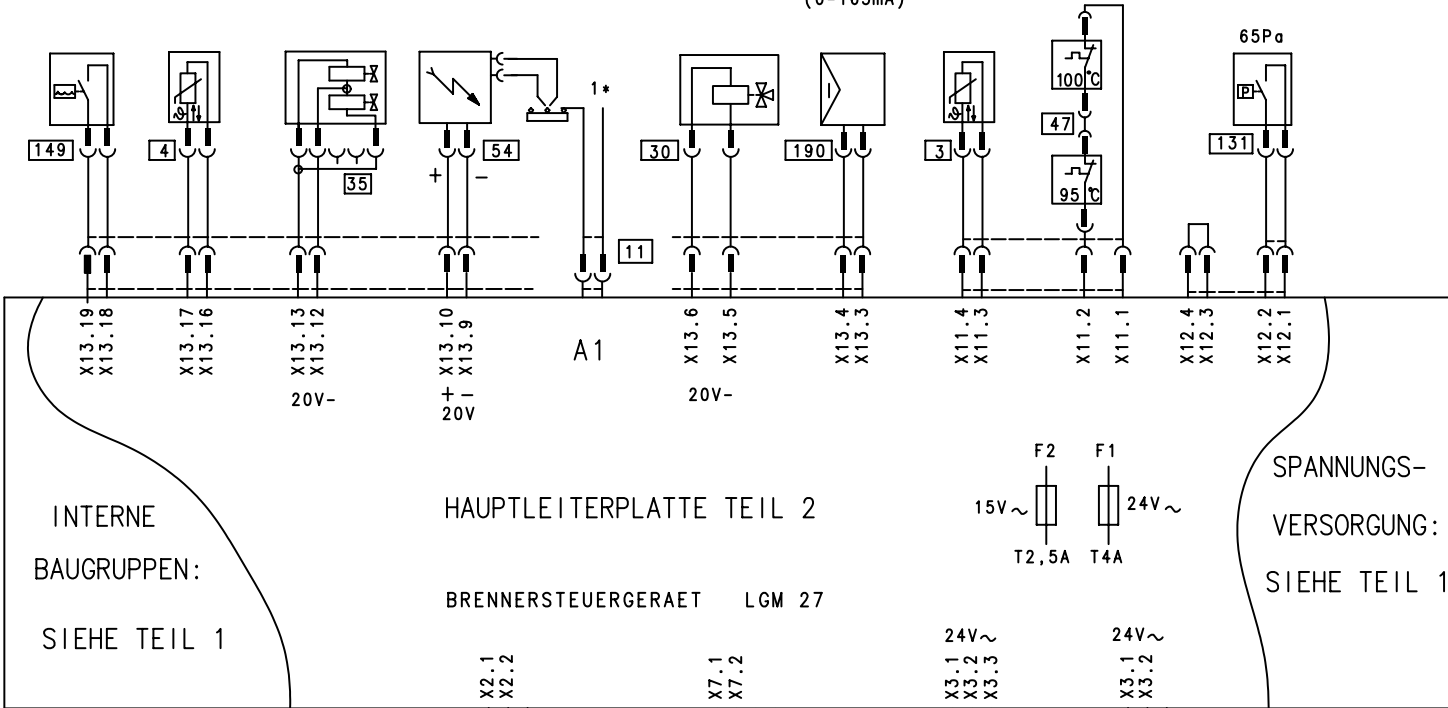 65Pa
100°C
1*
P
47
149
4
54
30
190
3
131
35
+ −
95°C
11
X13.19
X13.18
X13.17
X13.16
X13.13
X13.12
X13.10
X13.9
A1
X13.6
X13.5
X13.4
X13.3
X11.4
X11.3
X11.2
X11.1
X12.4
X12.3
X12.2
X12.1
20V-
+ −
20V
20V-
F2 F1
SPANNUNGS-
INTERNE
HAUPTLEITERPLATTE TEIL 2
15V~
24V~
VERSORGUNG:
T2,5A T4A
BAUGRUPPEN:
SIEHE TEIL 1
BRENNERSTEUERGERAET LGM 27
SIEHE TEIL 1
24V~
24V~
X2.1
X2.2
X7.1
X7.2
X3.1
X3.2
X3.3
X3.1
X3.2